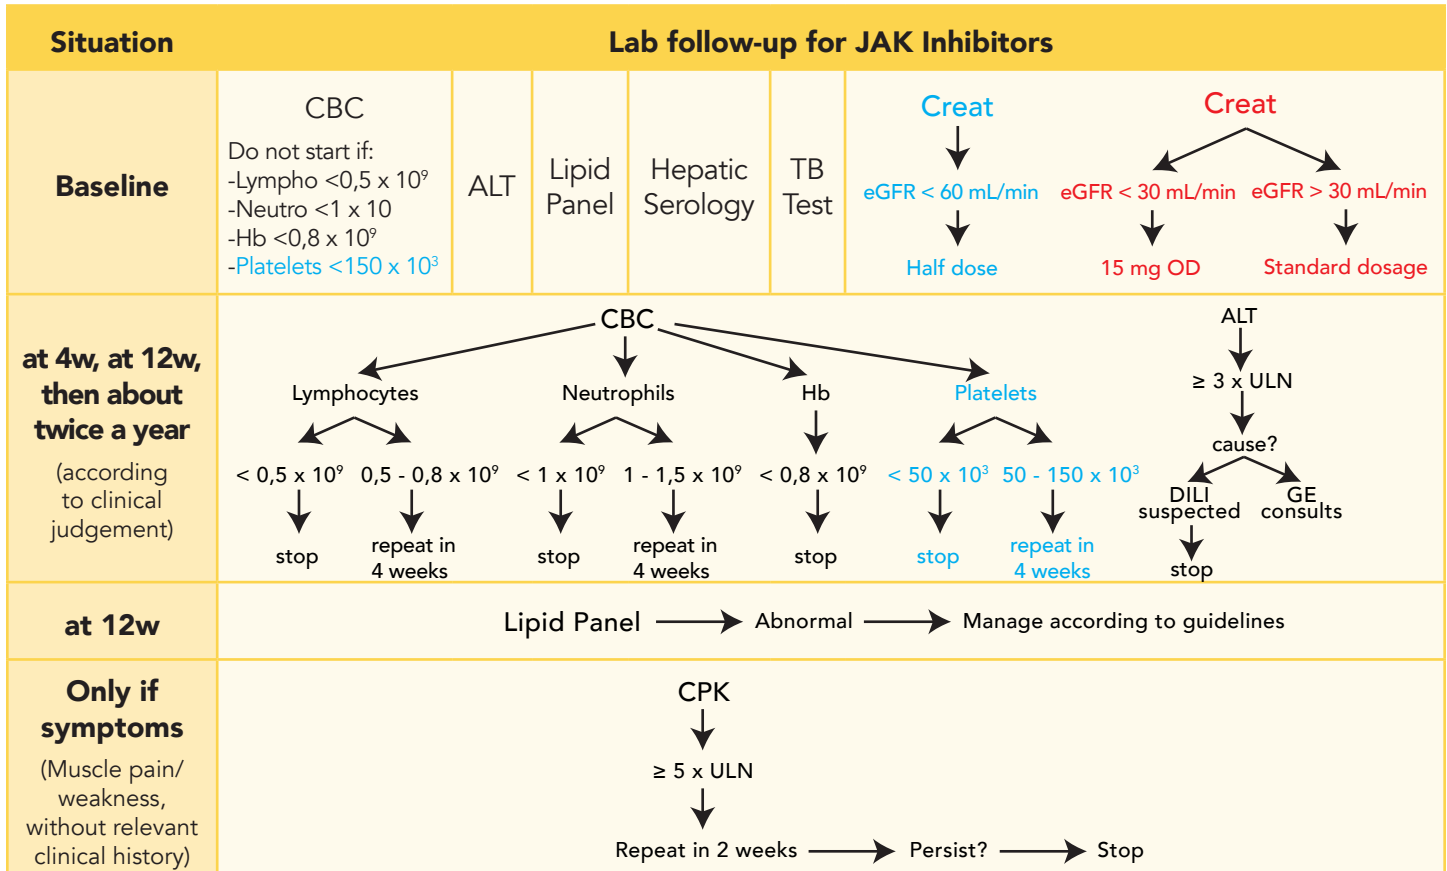 Situation
Lab follow-up for JAK Inhibitors
Baseline
CBC
Do not start if:
-Lympho <0,5 x 10⁹
-Neutro <1 x 10
-Hb <0,8 x 10⁹
-Platelets <150 x 10³
ALT
Lipid
Panel
Hepatic
Serology
TB
Test
Creat
eGFR < 60 mL/min
Half dose
Creat
eGFR < 30 mL/min
eGFR > 30 mL/min
15 mg OD
Standard dosage
at 4w, at 12w,
then about
twice a year
(according
to clinical
judgement)
CBC
Lymphocytes
Neutrophils
Hb
Platelets
< 0,5 x 10⁹
0,5 - 0,8 x 10⁹
< 1 x 10⁹
1 - 1,5 x 10⁹
< 0,8 x 10⁹
< 50 x 10³
50 - 150 x 10³
stop
repeat in
4 weeks
stop
repeat in
4 weeks
stop
stop
repeat in
4 weeks
ALT
≥ 3 x ULN
cause?
DILI
suspected
GE
consults
stop
at 12w
Lipid Panel
Abnormal
Manage according to guidelines
Only if
symptoms
(Muscle pain/
weakness,
without relevant
clinical history)
CPK
≥ 5 x ULN
Repeat in 2 weeks
Persist?
Stop